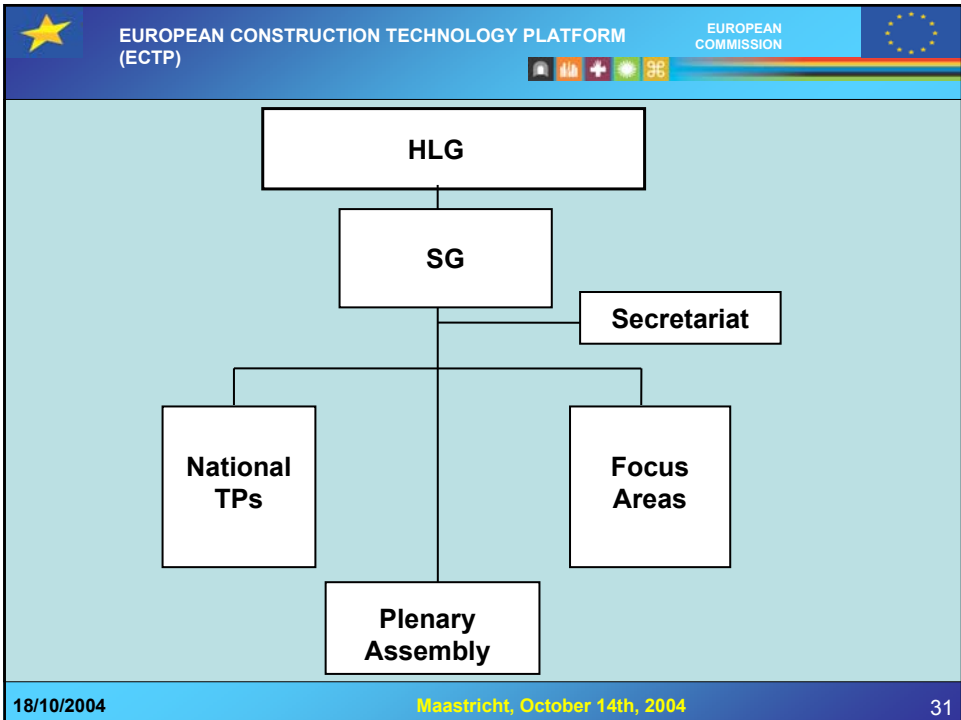 EUROPEAN CONSTRUCTION TECHNOLOGY PLATFORM
(ECTP)
EUROPEAN
COMMISSION
HLG
SG
Secretariat
National
TPs
Focus
Areas
Plenary
Assembly
18/10/2004
Maastricht, October 14th, 2004
31